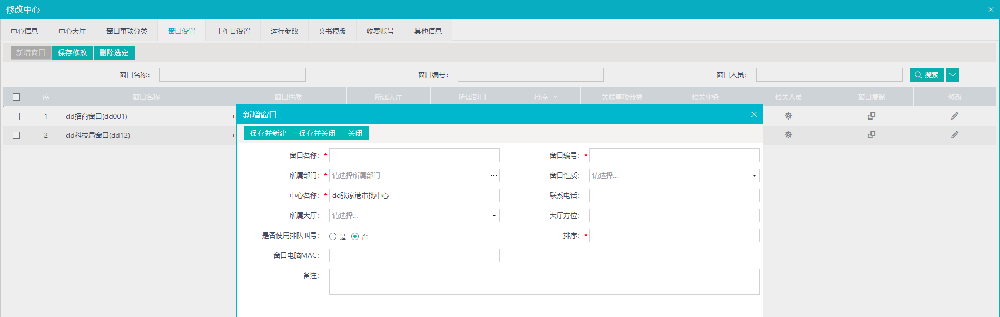 修改中心
中心信息 中心大厅 窗口事项分类 窗口设置 工作日设置 运行参数 文书模版 收费账号 其他信息
新增窗口 保存修改 删除选定
窗口名称： 窗口编号： 窗口人员： 搜索
序 窗口名称 窗口性质 所属大厅 所属部门 排序 关联事项分类 相关业务 相关人员 窗口复制 修改
1 dd招商窗口(dd001)
2 dd科技局窗口(dd12)
新增窗口
保存并新建 保存并关闭 关闭
窗口名称：* 窗口编号：*
所属部门：* 请选择所属部门 ... 窗口性质： 请选择...
中心名称：* dd张家港审批中心 联系电话：
所属大厅： 请选择... 大厅方位：
是否使用排队叫号： 是 否 排序：*
窗口电脑MAC：
备注：